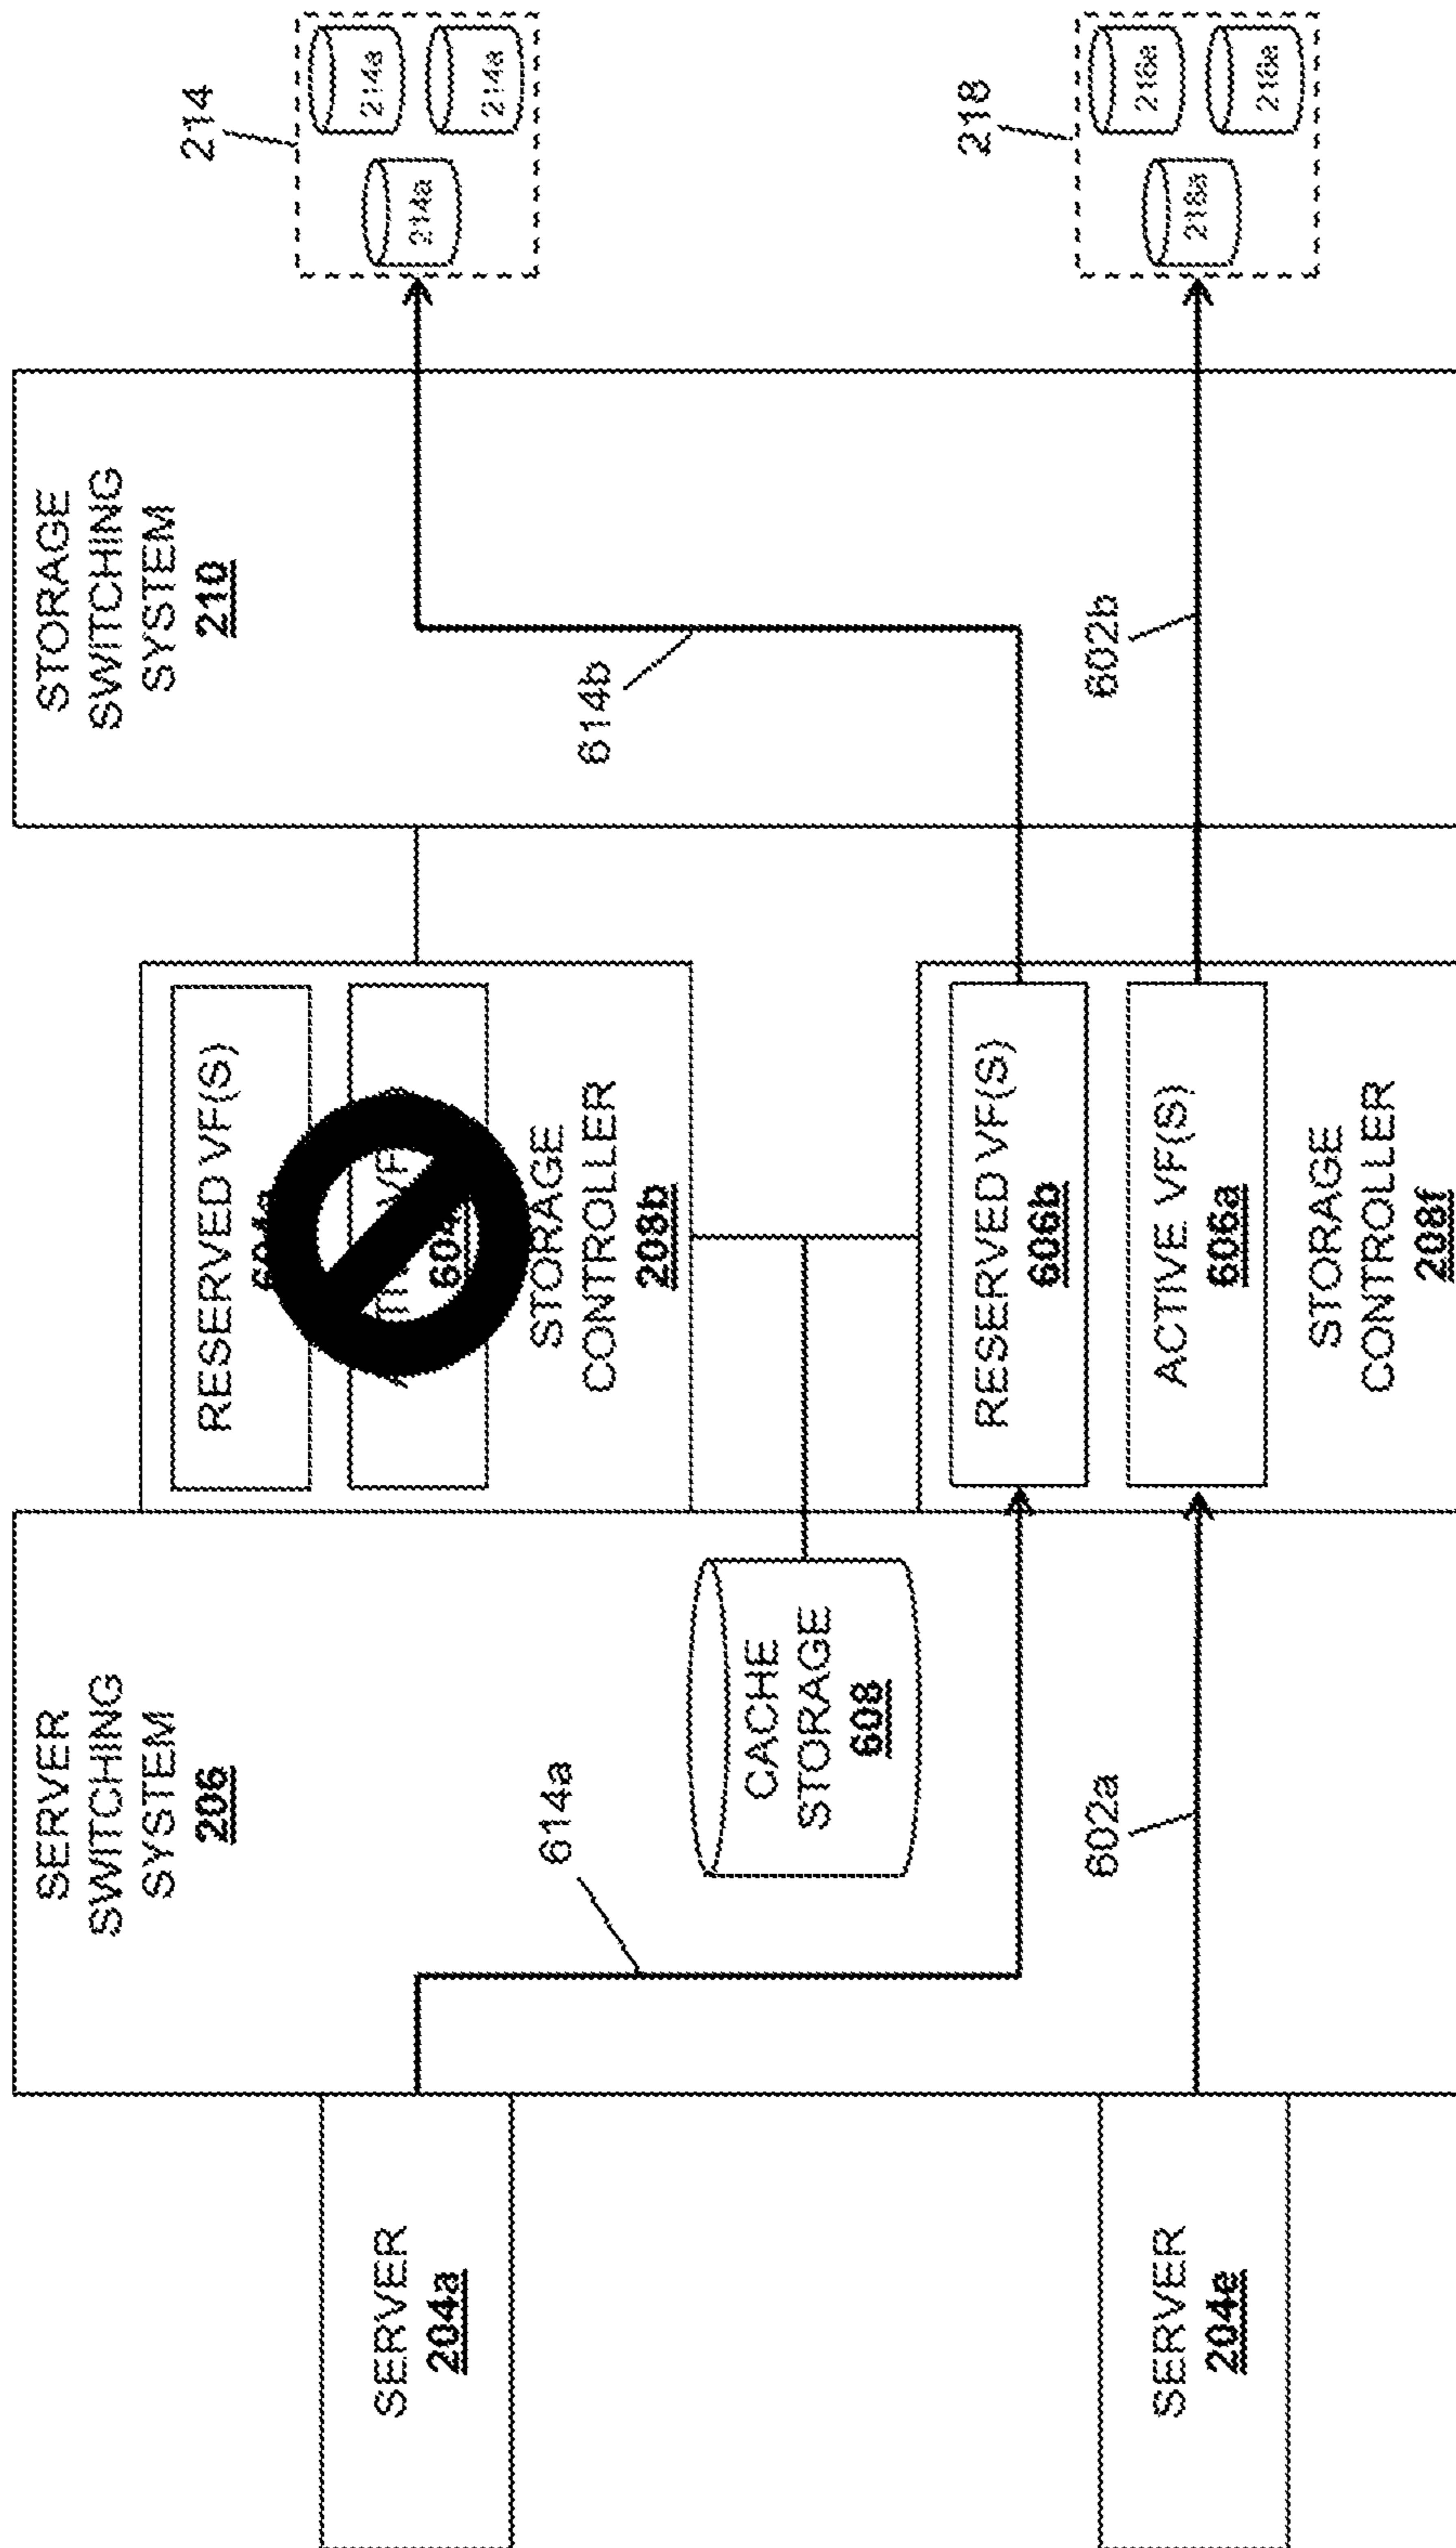 SERVER
204a
SERVER
204e
SERVER
SWITCHING
SYSTEM
206
614a
CACHE
STORAGE
608
602a
RESERVED VF(S)
STORAGE
CONTROLLER
208b
RESERVED VF(S)
606b
ACTIVE VF(S)
606a
STORAGE
CONTROLLER
208f
STORAGE
SWITCHING
SYSTEM
210
614b
602b
214
214a
214a
214a
218
218a
218a
218a